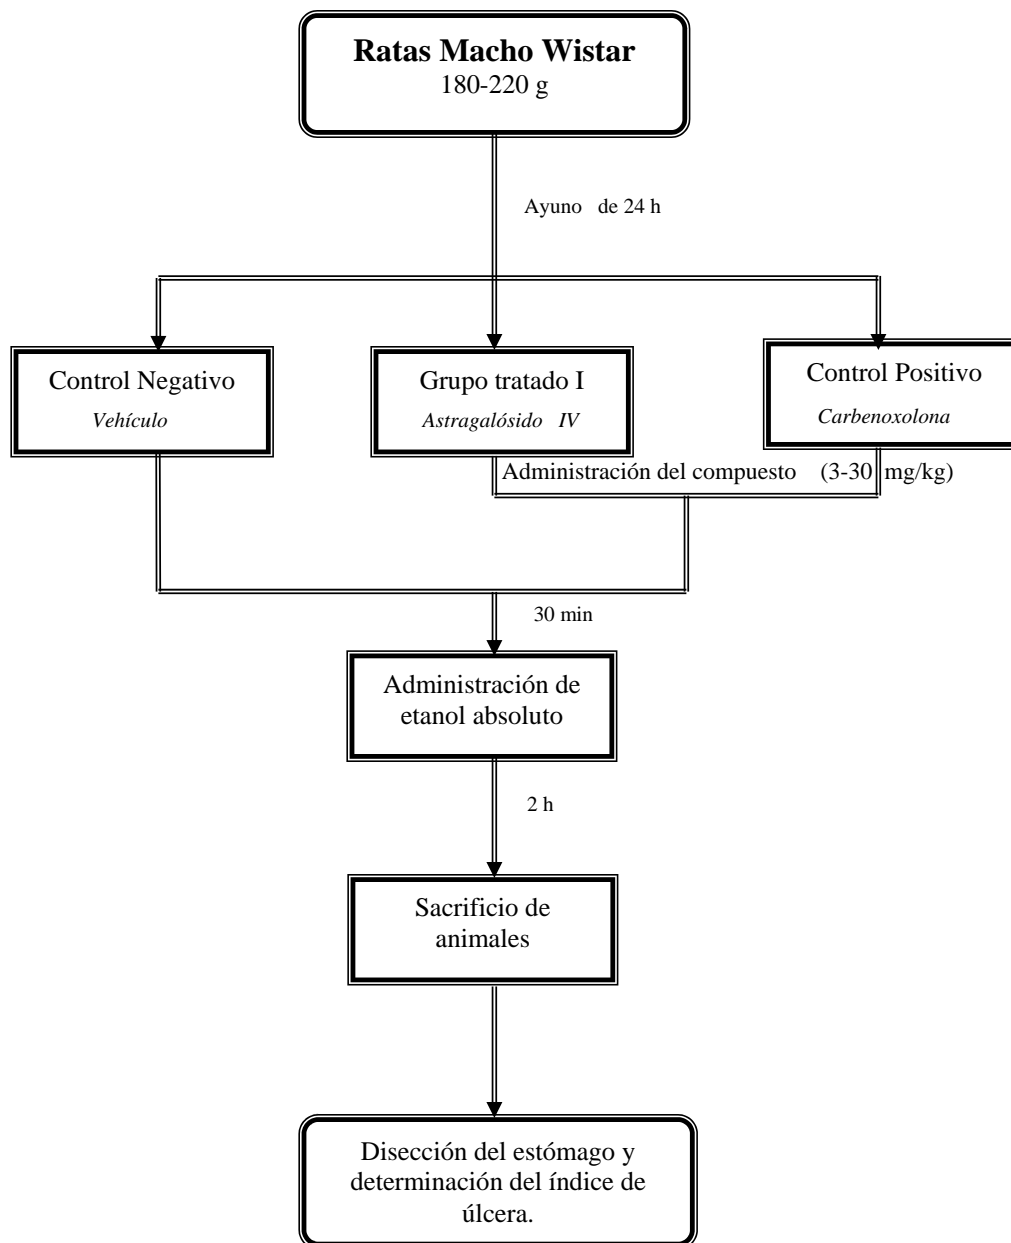 Ratas Macho Wistar
180-220 g
Ayuno de 24 h
Control Negativo
Vehículo
Grupo tratado I
Astragalósido IV
Control Positivo
Carbenoxolona
Administración del compuesto (3-30 mg/kg)
30 min
Administración de
etanol absoluto
2 h
Sacrificio de
animales
Disección del estómago y
determinación del índice de
úlcera.